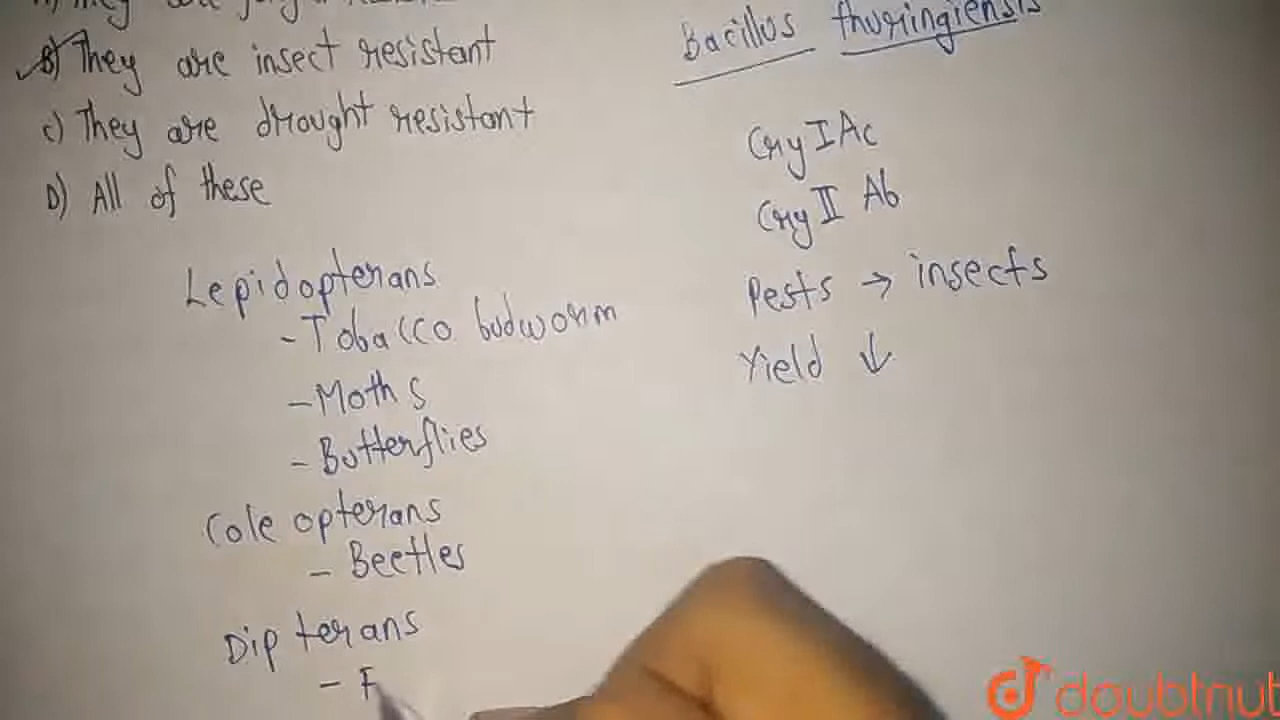 B) They are insect resistant
c) They are drought resistant
D) All of these
Lepidopterans
- Tobacco budworm
- Moths
- Butterflies
Coleopterans
- Beetles
Dipterans
- F
Bacillus thuringiensis
Cry I Ac
Cry II Ab
Pests → insects
Yield ↓
doubtnut